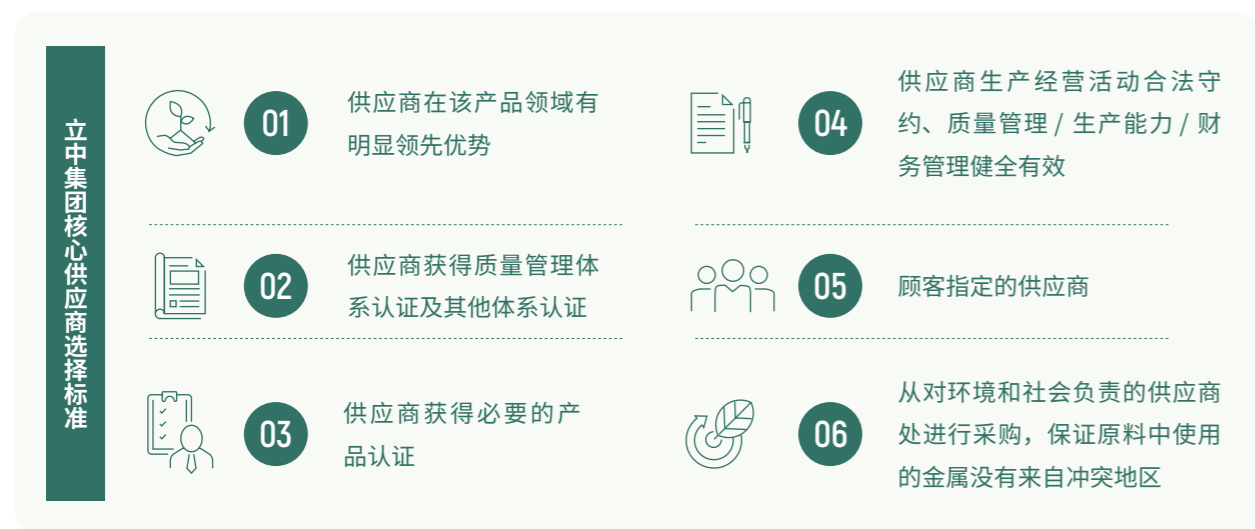 立中集团核心供应商选择标准
01
供应商在该产品领域有
明显领先优势
02
供应商获得质量管理体
系认证及其他体系认证
03
供应商获得必要的产
品认证
04
供应商生产经营活动合法守
约、质量管理 / 生产能力 / 财
务管理健全有效
05
顾客指定的供应商
06
从对环境和社会负责的供应商
处进行采购，保证原料中使用
的金属没有来自冲突地区